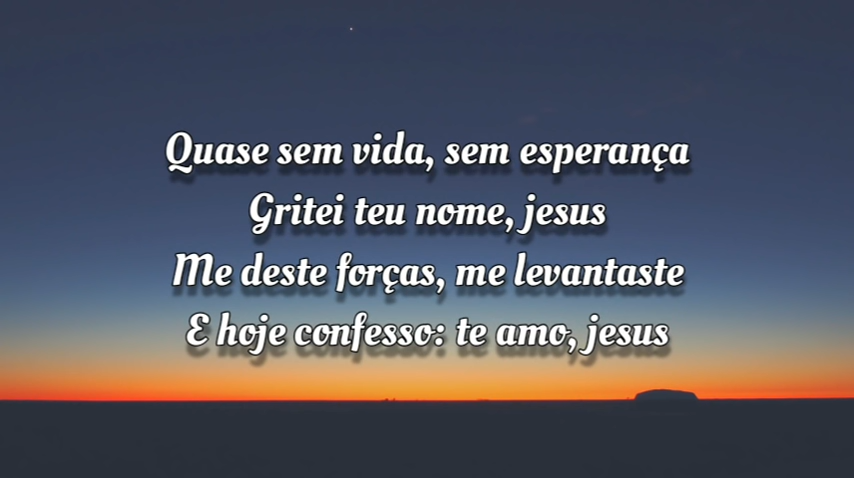 Quase sem vida, sem esperança
Gritei teu nome, jesus
Me deste forças, me levantaste
E hoje confesso: te amo, jesus